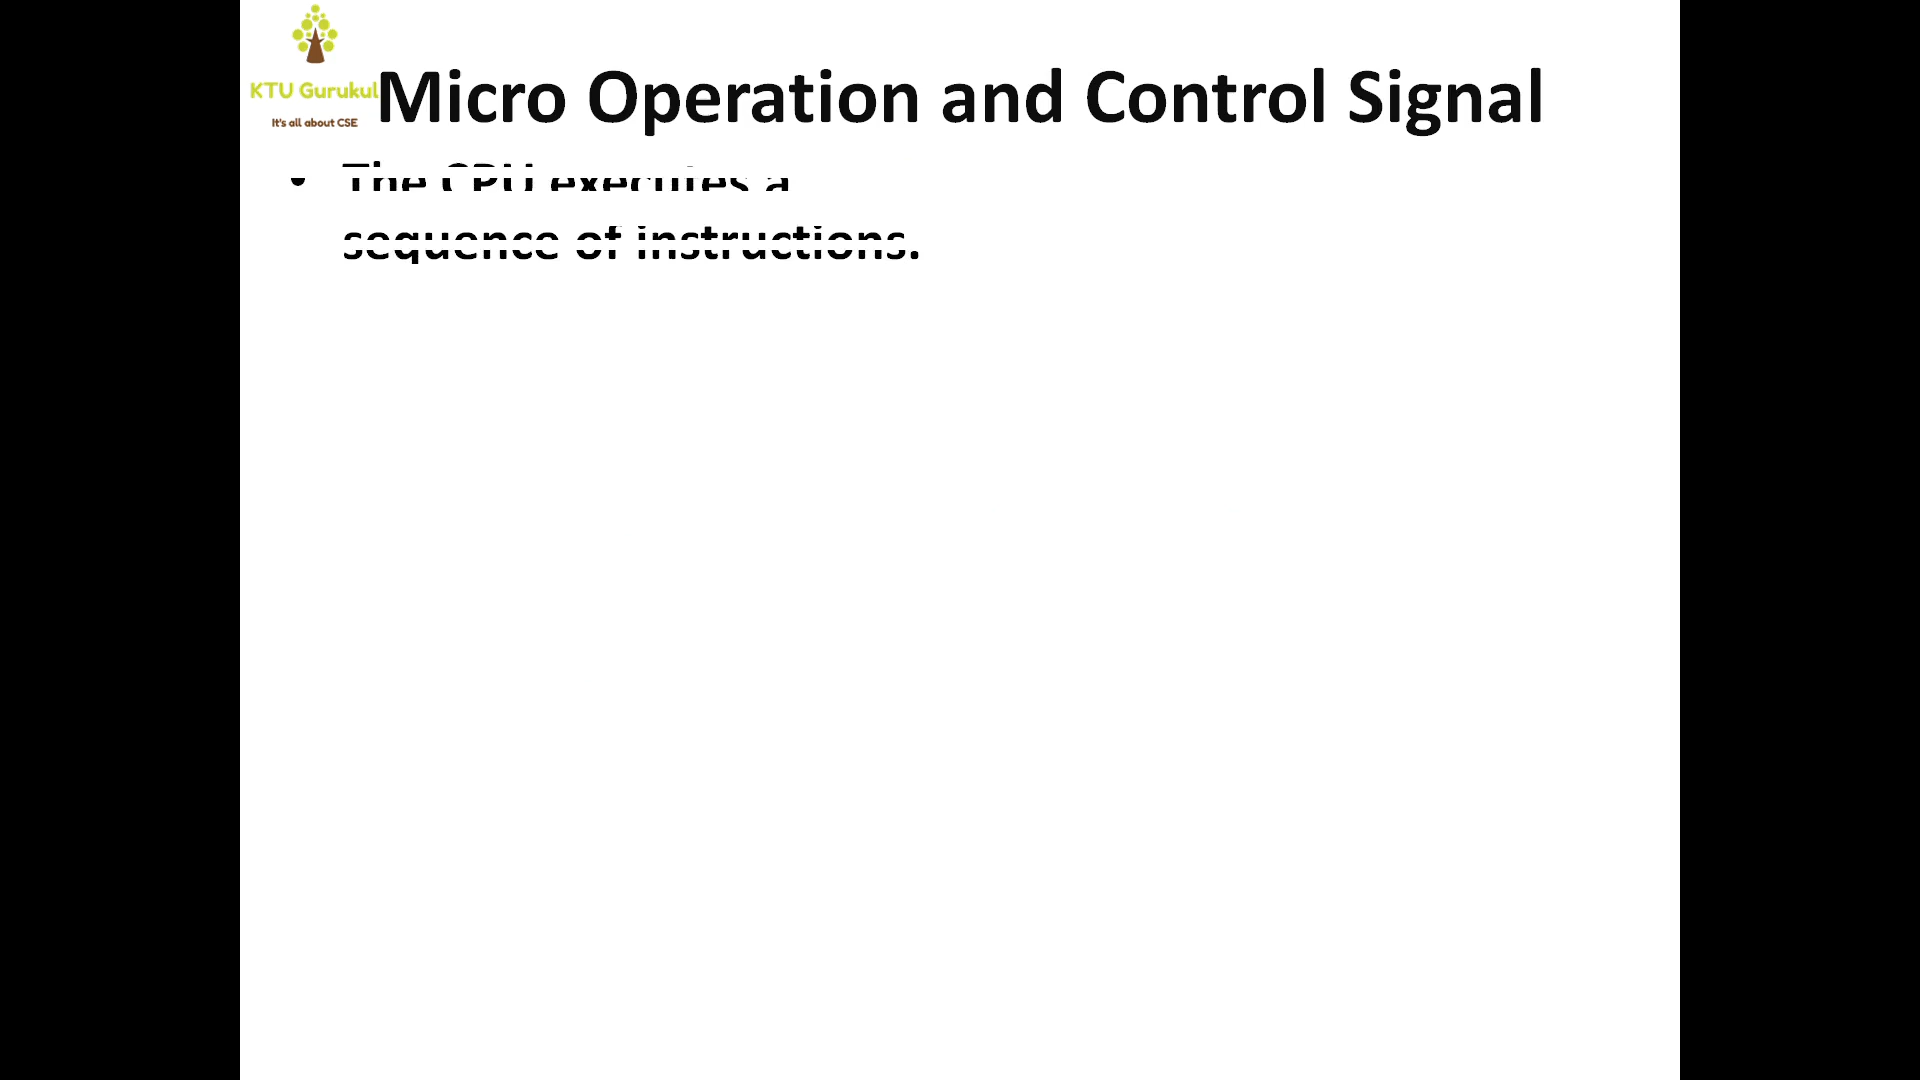 KTU Gurukul
It's all about CSE
Micro Operation and Control Signal
• The CPU executes a
sequence of instructions.